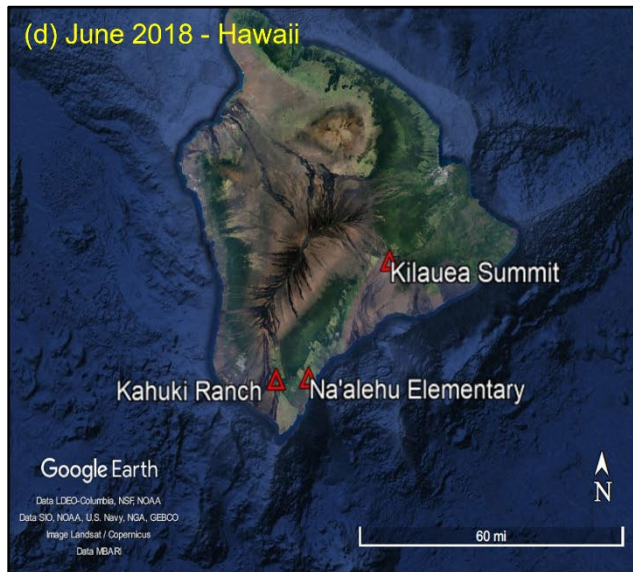 (d) June 2018 - Hawaii
Kilauea Summit
Kahuki Ranch
Na'alehu Elementary
Google Earth
Data LDEO-Columbia, NSF, NOAA
Data SIO, NOAA, U.S. Navy, NGA, GEBCO
Image Landsat / Copernicus
Data MBARI
N
60 mi